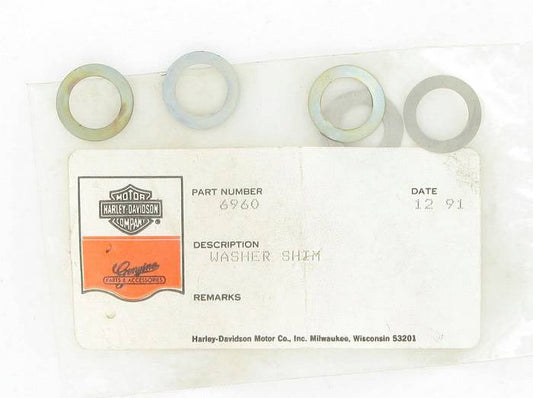 PART NUMBER DATE
6960 12 91
MOTOR
HARLEY-DAVIDSON
COMPANY
®
DESCRIPTION
WASHER SHIM
Genuine
PARTS & ACCESSORIES
REMARKS
Harley-Davidson Motor Co., Inc. Milwaukee, Wisconsin 53201